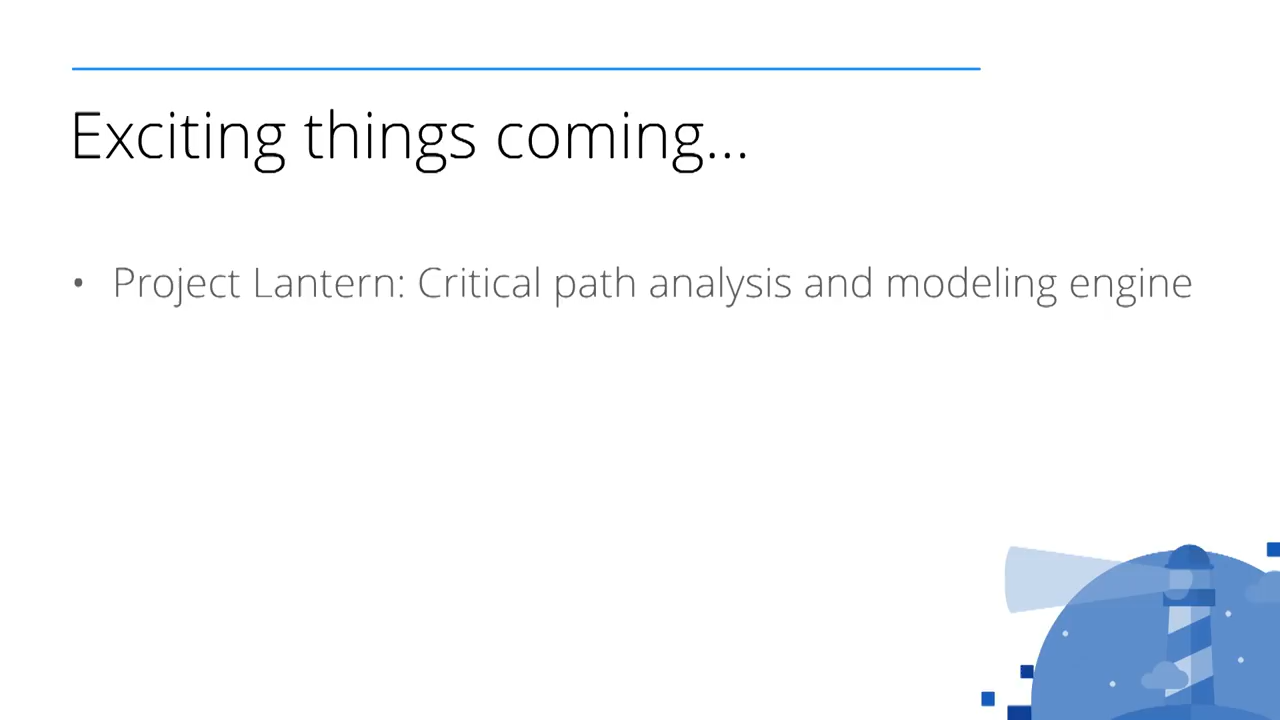 Exciting things coming...
• Project Lantern: Critical path analysis and modeling engine